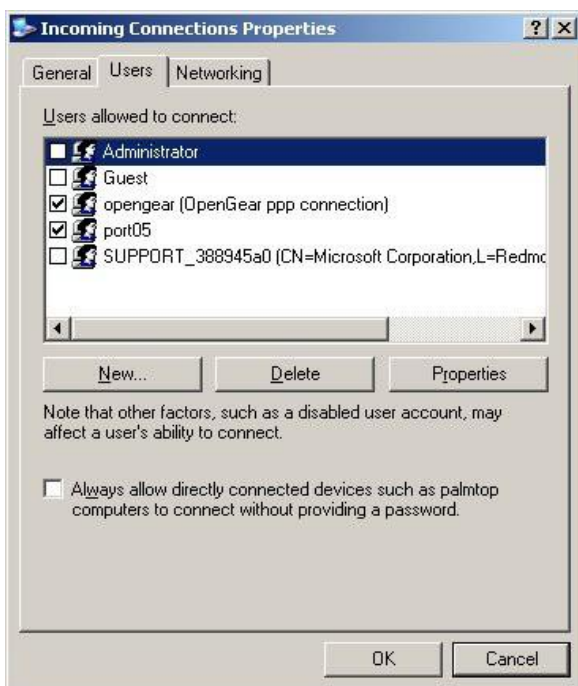 Incoming Connections Properties
General Users Networking
Users allowed to connect:
Administrator
Guest
opengear (OpenGear ppp connection)
port05
SUPPORT_388945a0 (CN=Microsoft Corporation,L=Redmo
New... Delete Properties
Note that other factors, such as a disabled user account, may
affect a user's ability to connect.
Always allow directly connected devices such as palmtop
computers to connect without providing a password.
OK Cancel